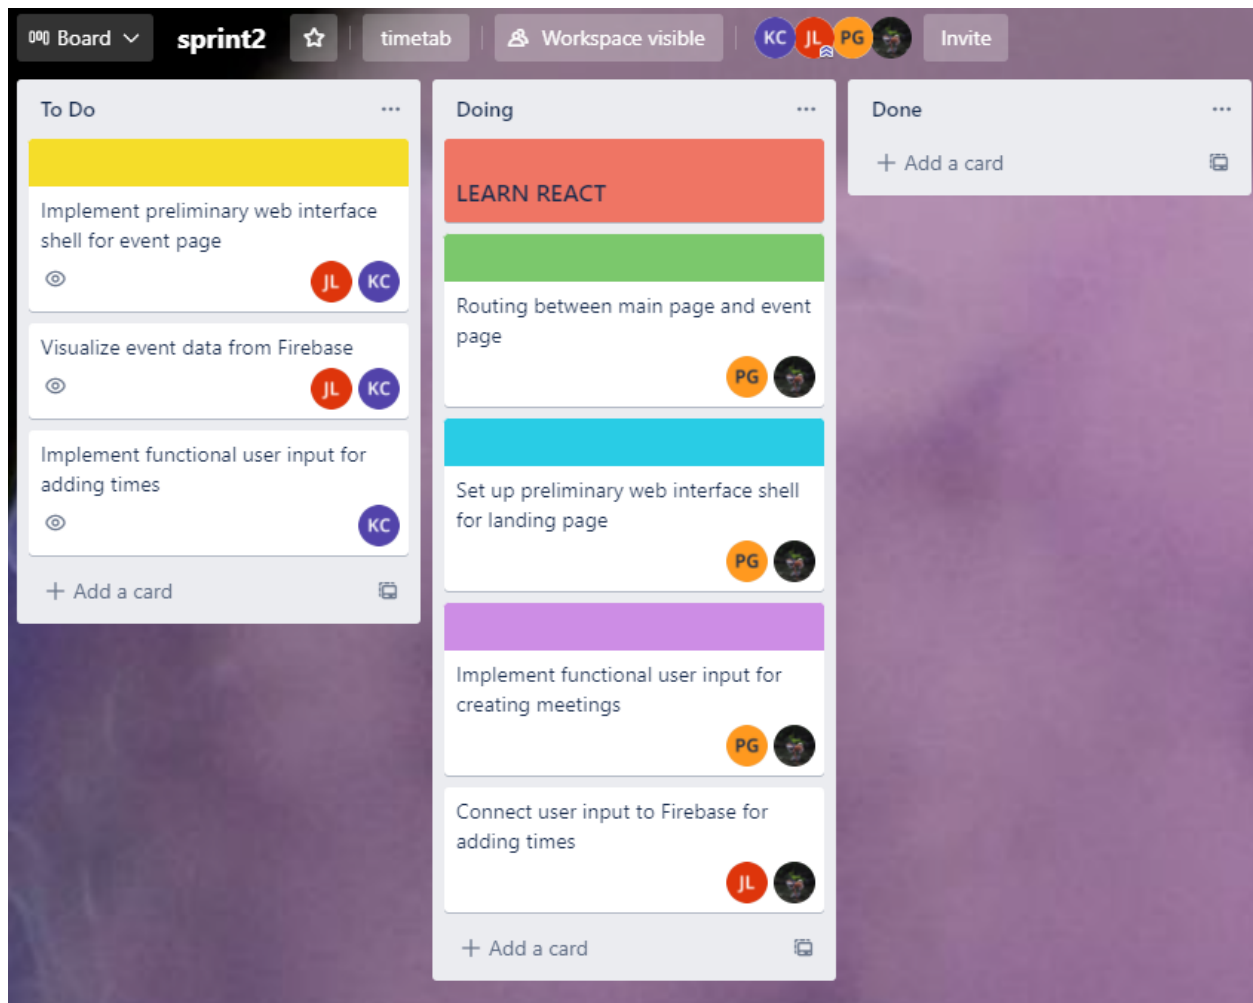 Board
sprint2
timetab
Workspace visible
KC
JL
PG
Invite
To Do
Implement preliminary web interface
shell for event page
JL
KC
Visualize event data from Firebase
JL
KC
Implement functional user input for
adding times
KC
Add a card
Doing
LEARN REACT
Routing between main page and event
page
PG
Set up preliminary web interface shell
for landing page
PG
Implement functional user input for
creating meetings
PG
Connect user input to Firebase for
adding times
JL
Add a card
Done
Add a card